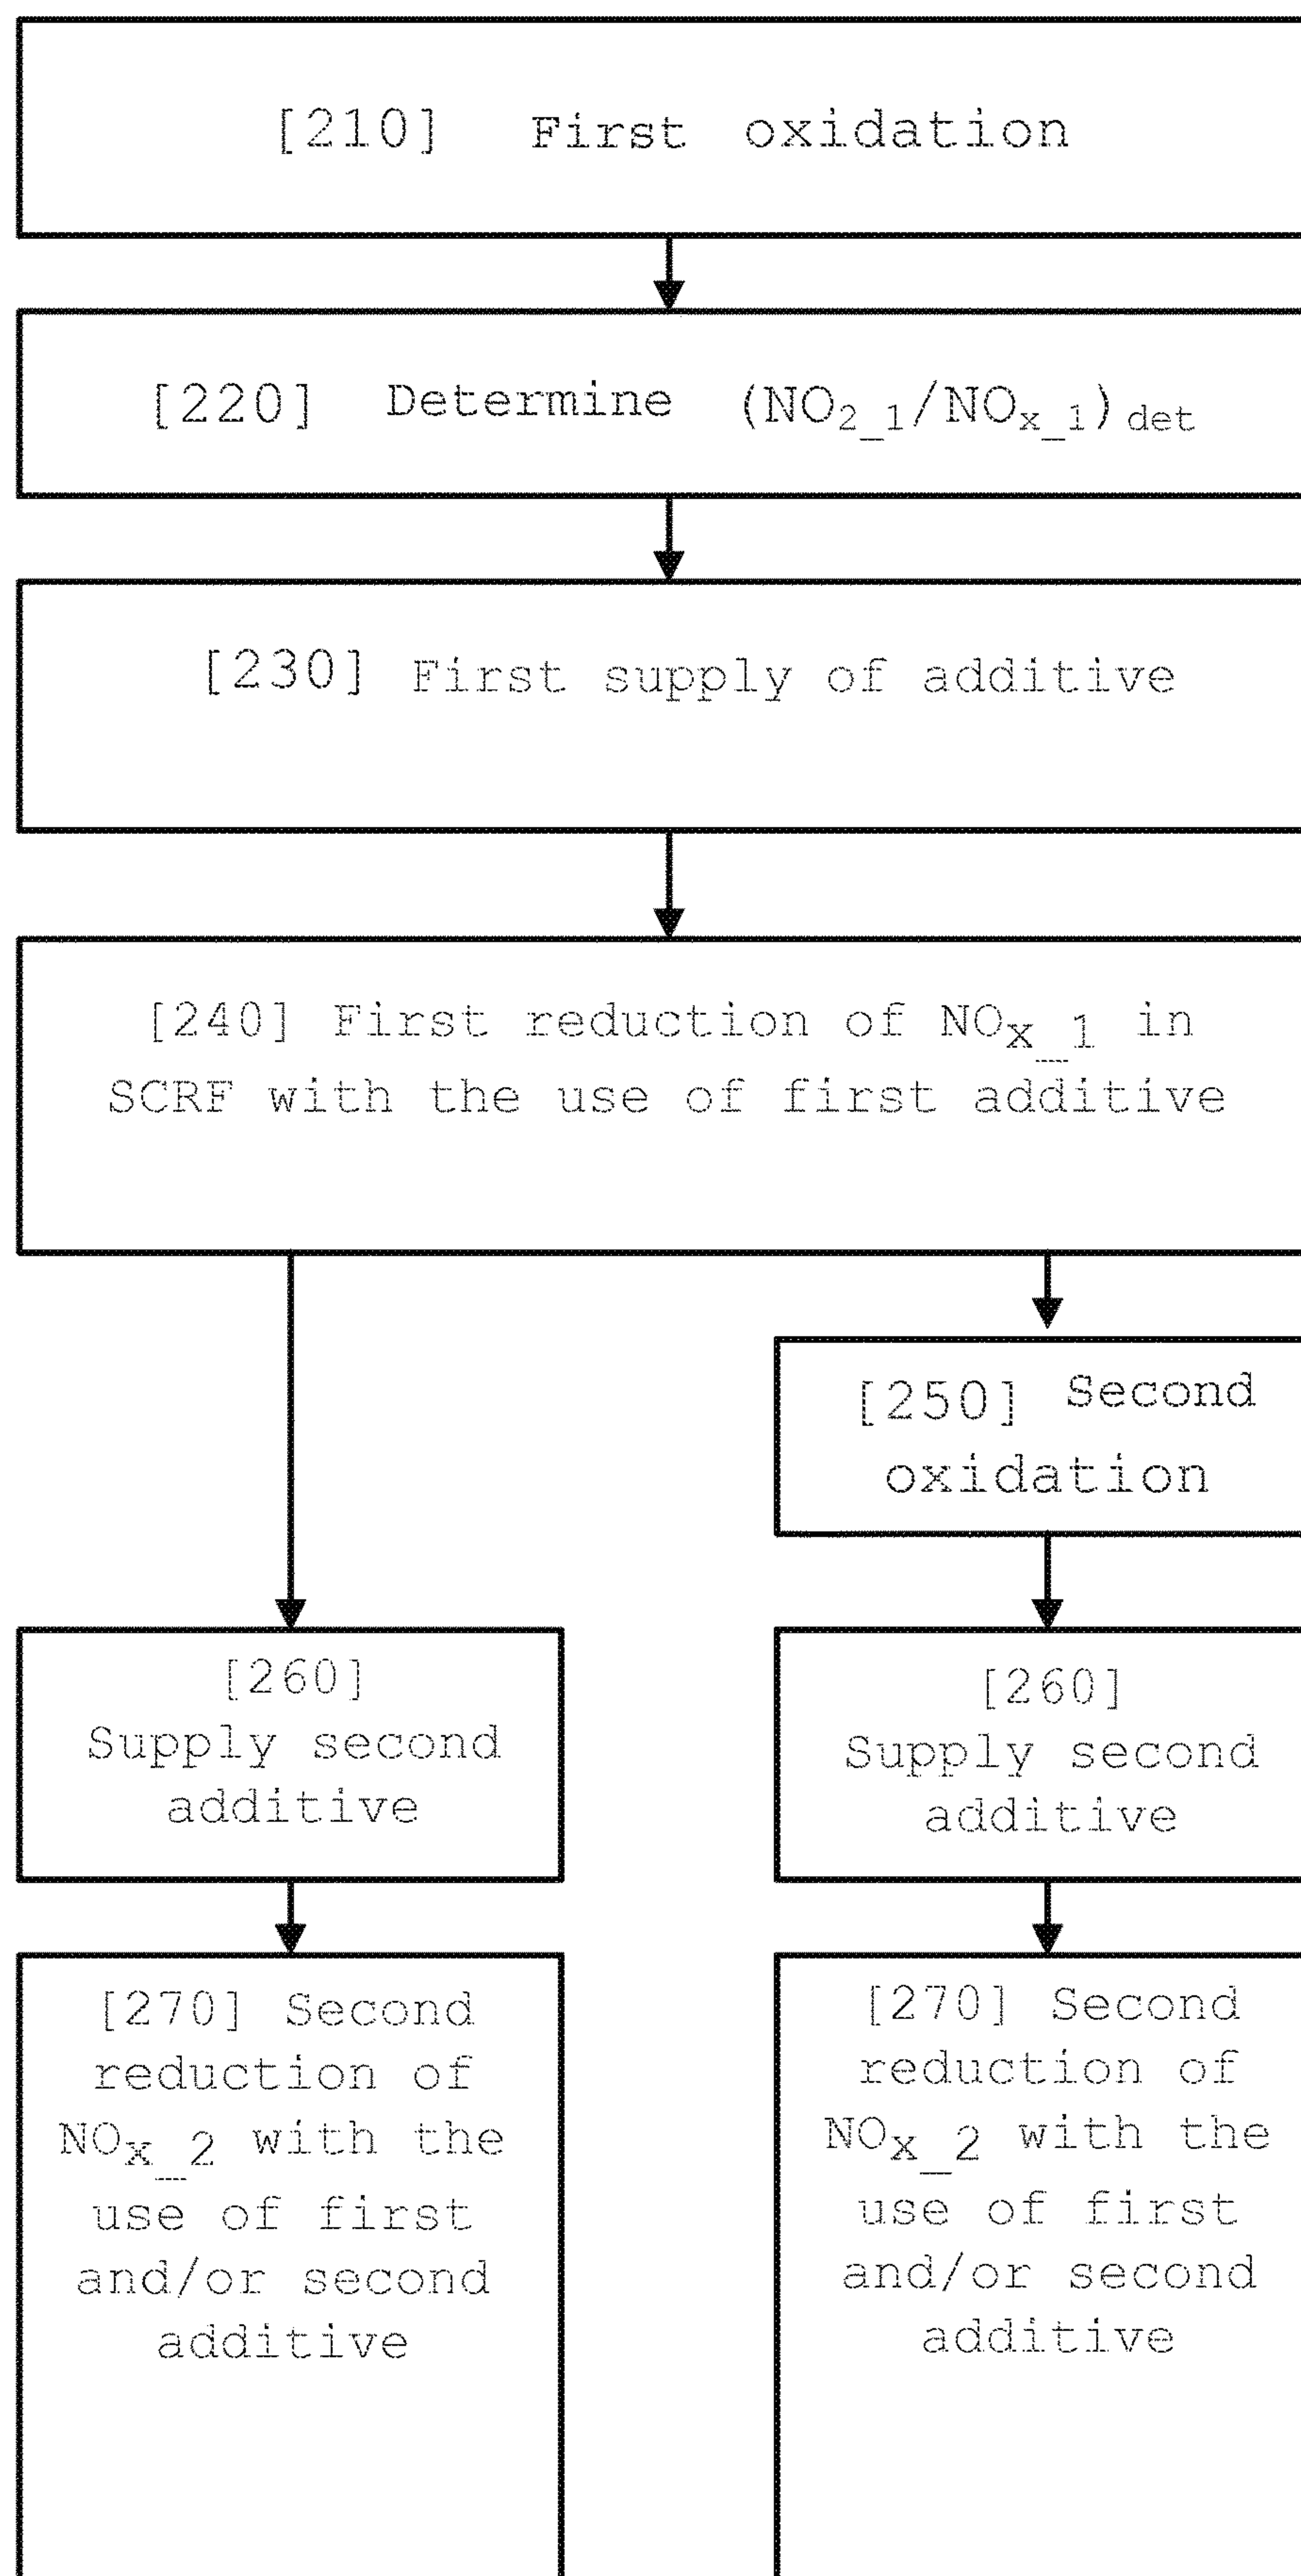 [210] First oxidation
[220] Determine (NO2_1/NOx_1)det
[230] First supply of additive
[240] First reduction of NOx_1 in
SCRF with the use of first additive
[250] Second
oxidation
[260]
Supply second
additive
[260]
Supply second
additive
[270] Second
reduction of
NOx_2 with the
use of first
and/or second
additive
[270] Second
reduction of
NOx_2 with the
use of first
and/or second
additive